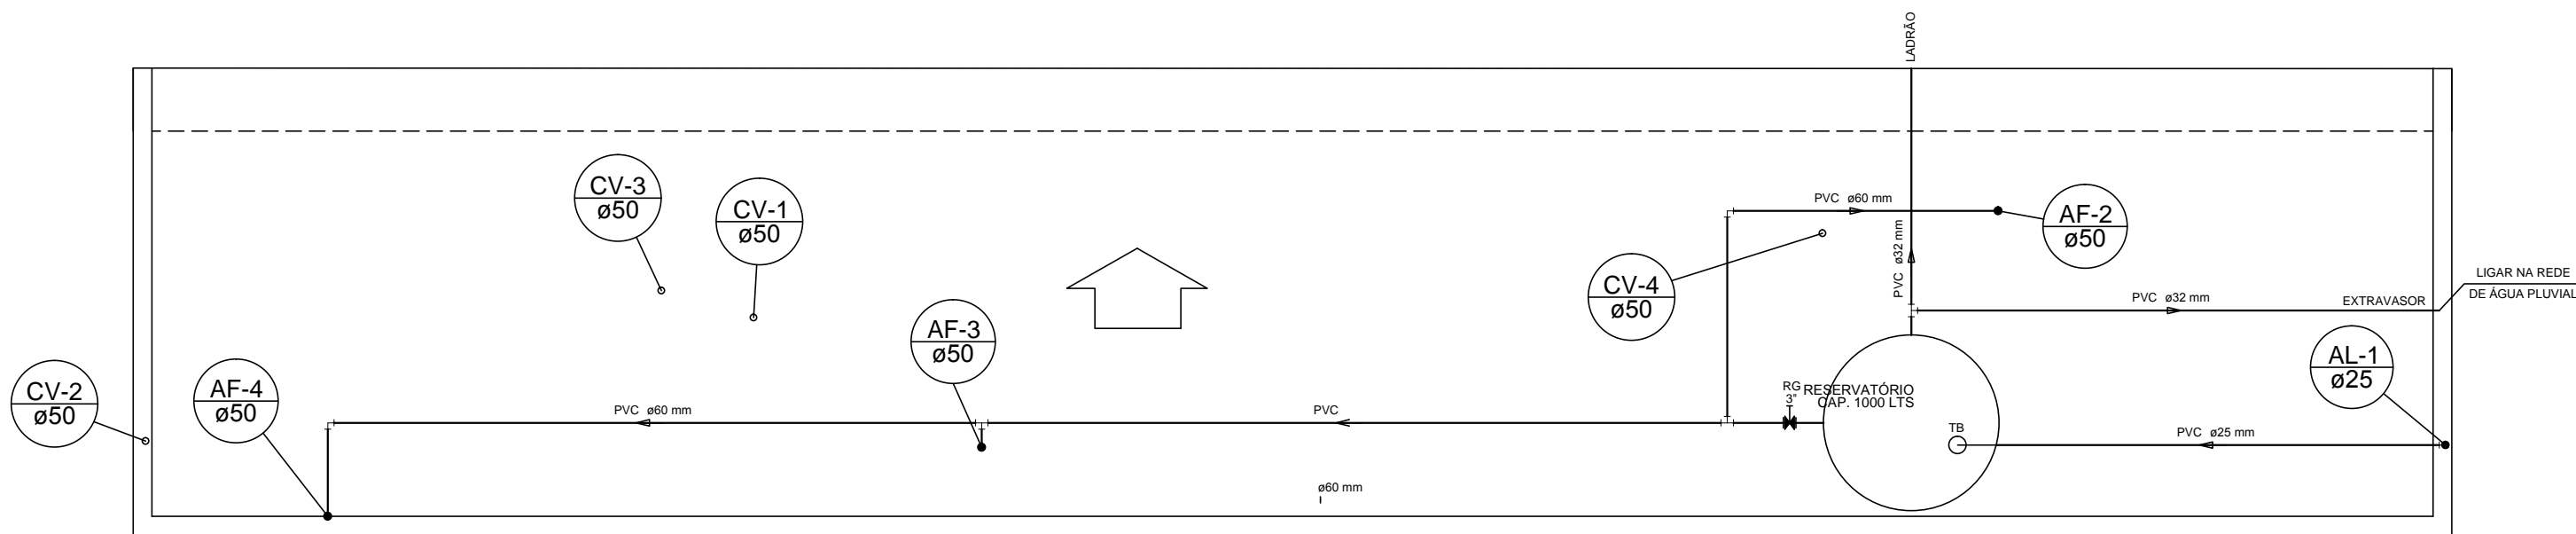 LADRÃO
CV-3
ø50
CV-1
ø50
PVC ø60 mm
AF-2
ø50
PVC ø32 mm
CV-4
ø50
LIGAR NA REDE
DE ÁGUA PLUVIAL
PVC ø32 mm
EXTRAVASOR
AF-3
ø50
AL-1
ø25
CV-2
ø50
AF-4
ø50
PVC ø60 mm
PVC
RG
3"
RESERVATÓRIO
CAP. 1000 LTS
TB
PVC ø25 mm
ø60 mm